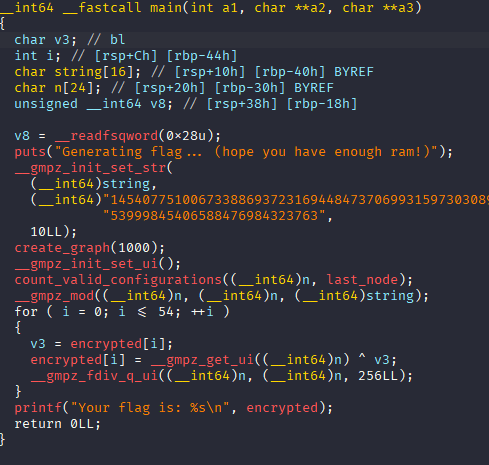 __int64 __fastcall main(int a1, char **a2, char **a3)
{
  char v3; // bl
  int i; // [rsp+Ch] [rbp-44h]
  char string[16]; // [rsp+10h] [rbp-40h] BYREF
  char n[24]; // [rsp+20h] [rbp-30h] BYREF
  unsigned __int64 v8; // [rsp+38h] [rbp-18h]

  v8 = __readfsqword(0×28u);
  puts("Generating flag... (hope you have enough ram!)");
  __gmpz_init_set_str(
    (__int64)string,
    (__int64)"145407751006733886937231694484737069931597303089
             "53999845406588476984323763",
    10LL);
  create_graph(1000);
  __gmpz_init_set_ui();
  count_valid_configurations((__int64)n, last_node);
  __gmpz_mod((__int64)n, (__int64)n, (__int64)string);
  for ( i = 0; i ≤ 54; ++i )
  {
    v3 = encrypted[i];
    encrypted[i] = __gmpz_get_ui((__int64)n) ^ v3;
    __gmpz_fdiv_q_ui((__int64)n, (__int64)n, 256LL);
  }
  printf("Your flag is: %s\n", encrypted);
  return 0LL;
}